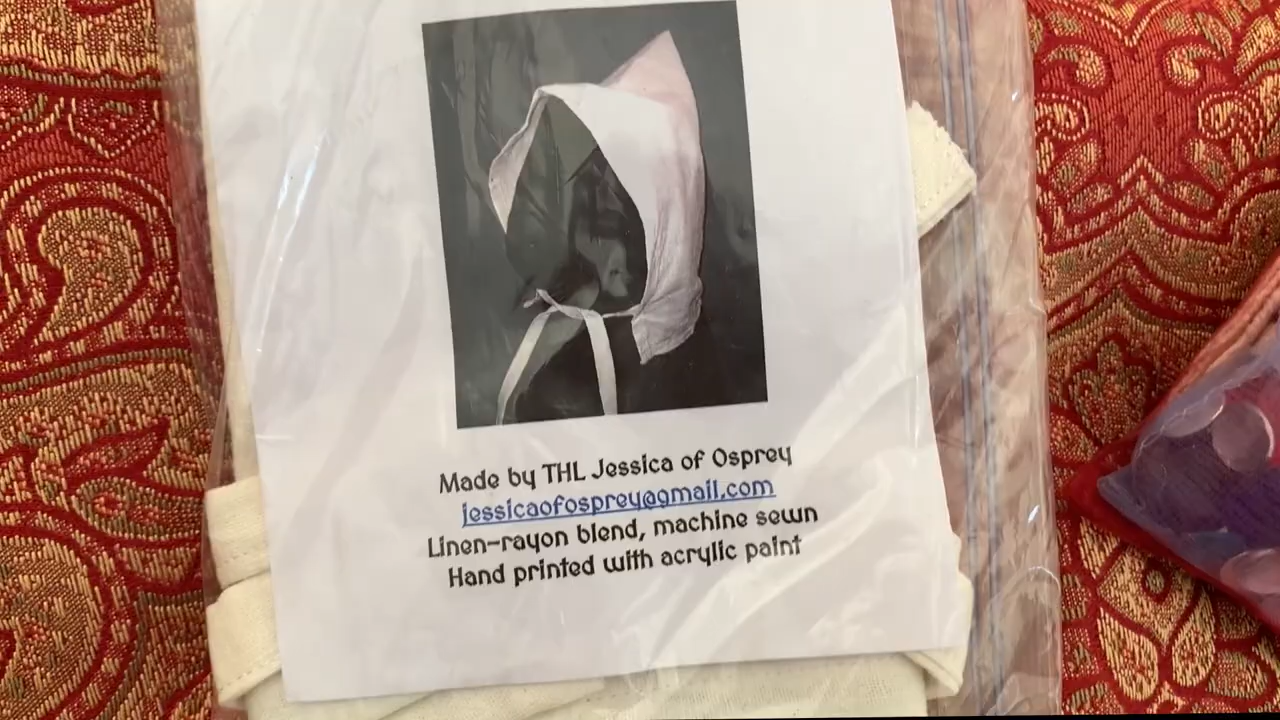 Made by THL Jessica of Osprey
jessicaofosprey@gmail.com
Linen-rayon blend, machine sewn
Hand printed with acrylic paint